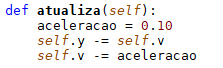 def atualiza(self):
    aceleracao = 0.10
    self.y -= self.v
    self.v -= aceleracao